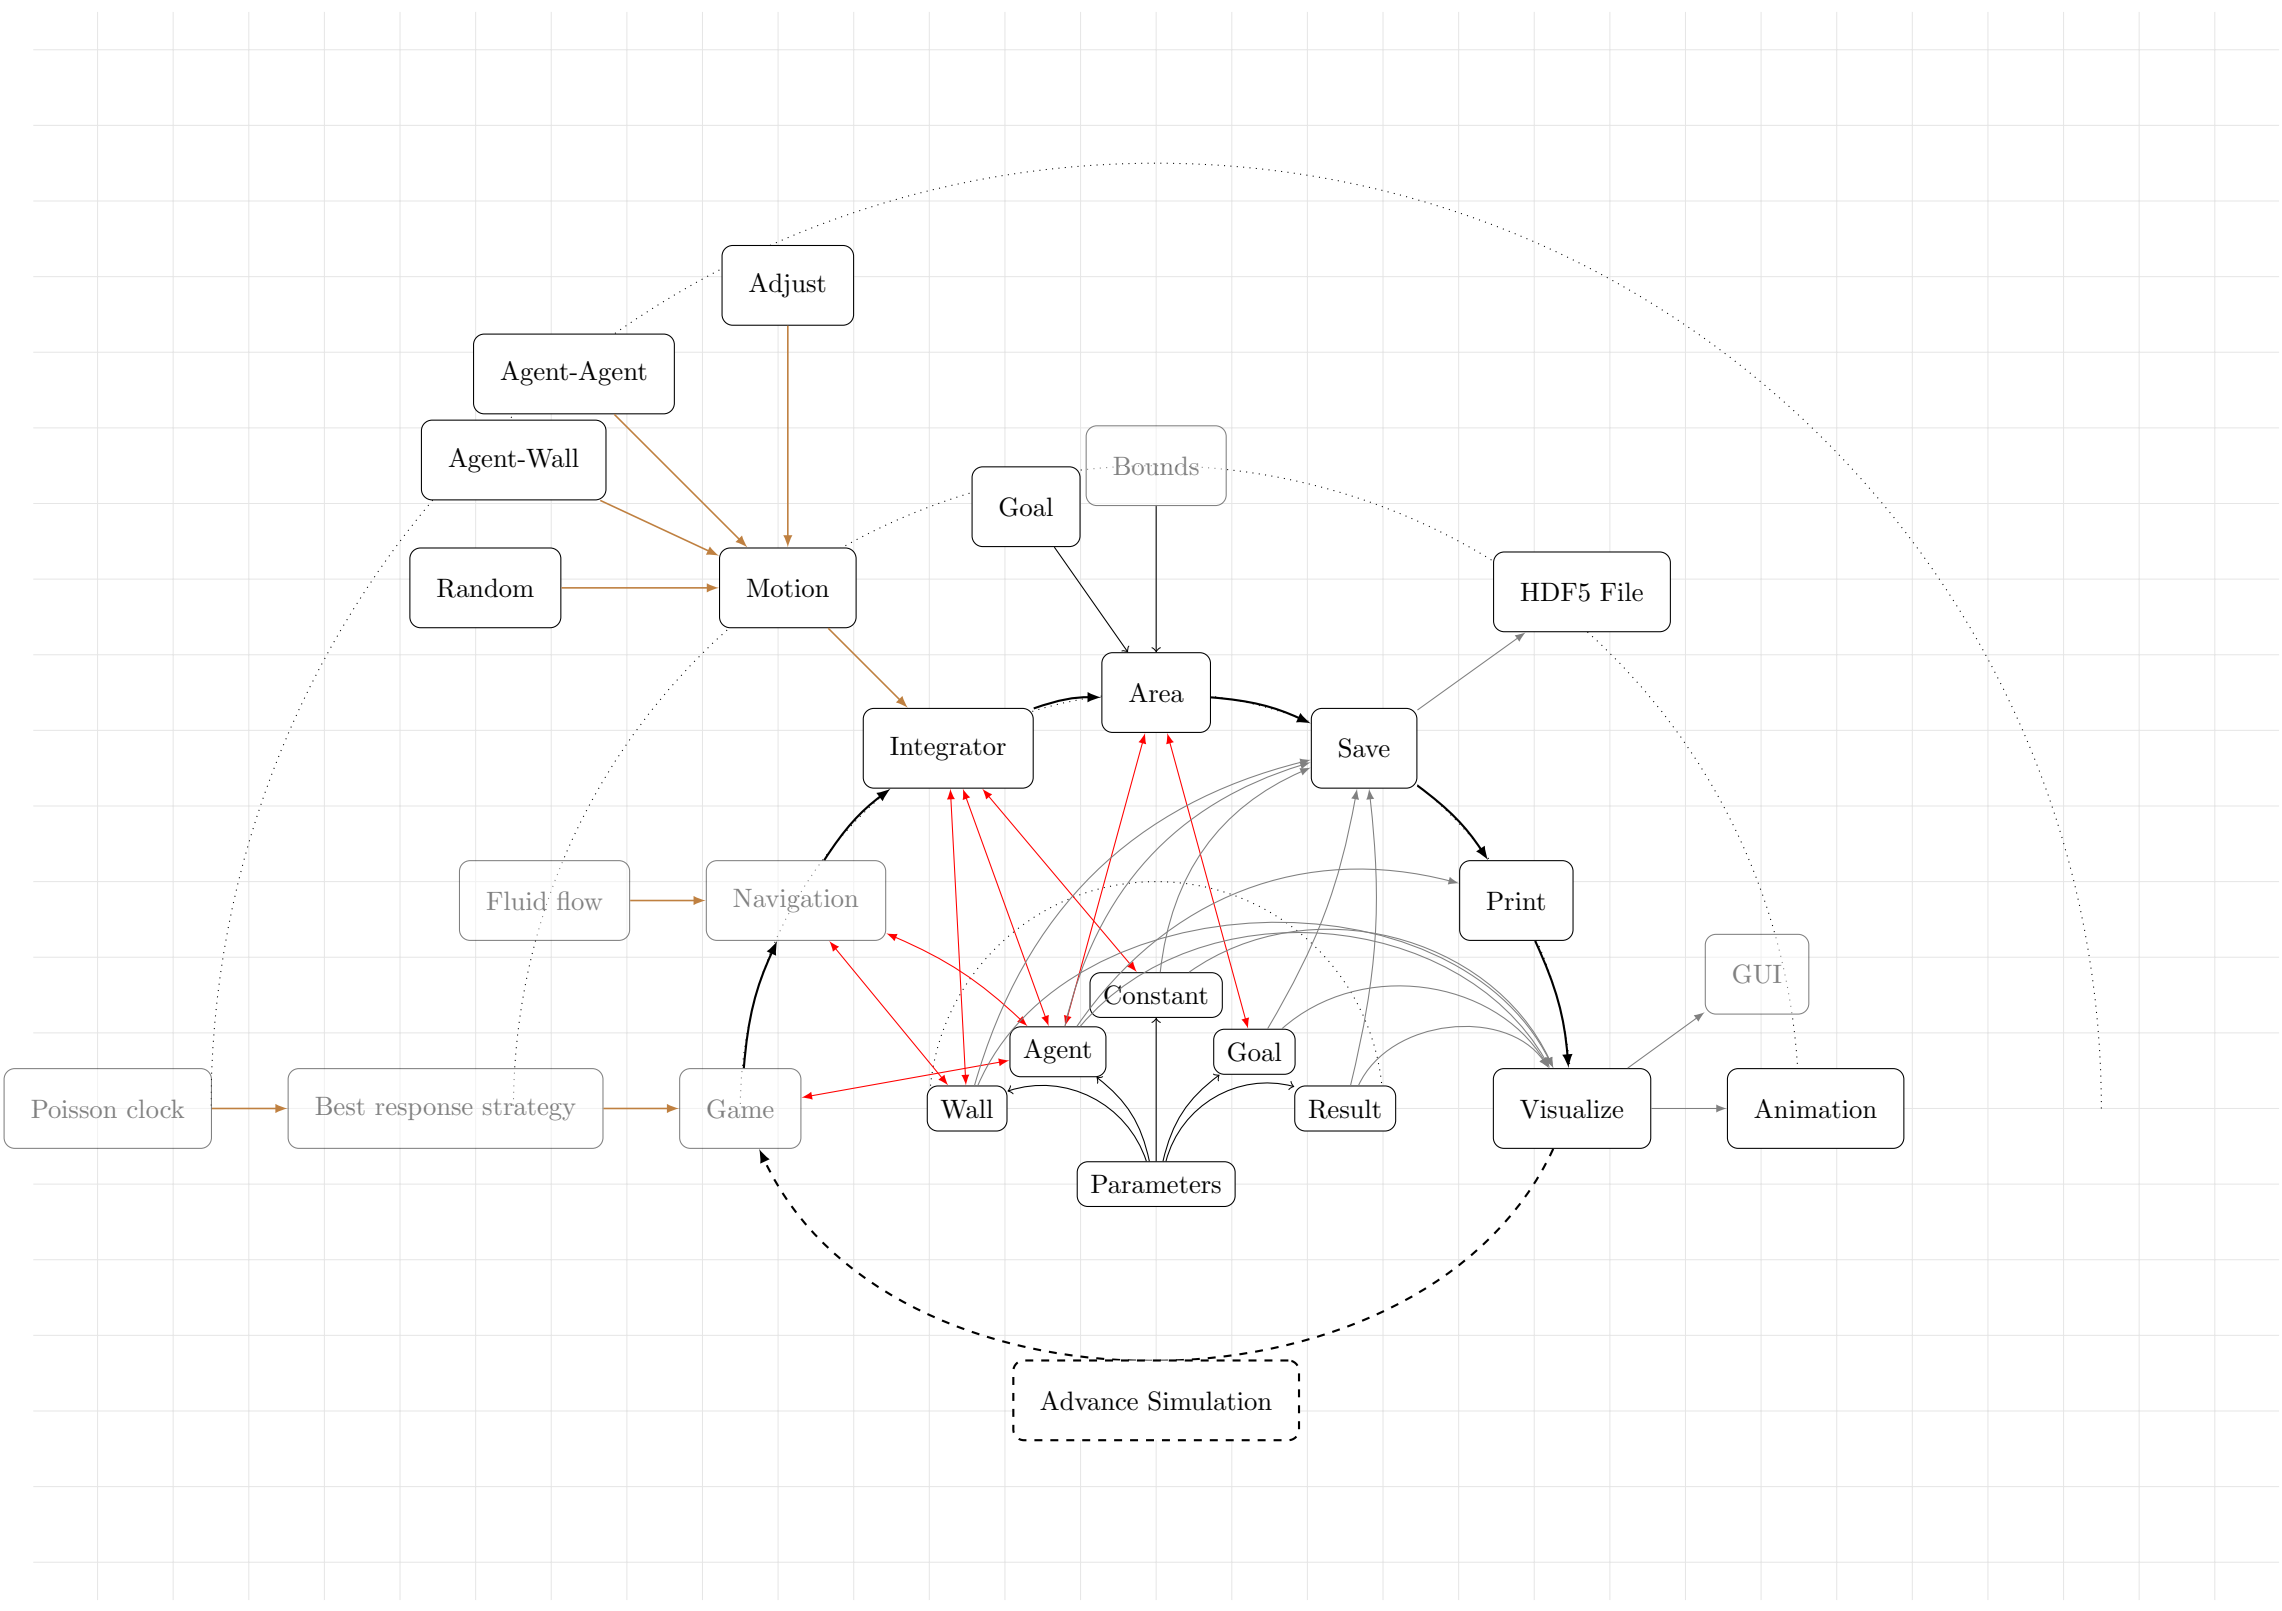 Adjust
Agent-Agent
Agent-Wall
Bounds
Goal
Random
Motion
HDF5 File
Area
Integrator
Save
Fluid flow
Navigation
Print
GUI
Constant
Agent
Goal
Poisson clock
Best response strategy
Game
Wall
Result
Visualize
Animation
Parameters
Advance Simulation